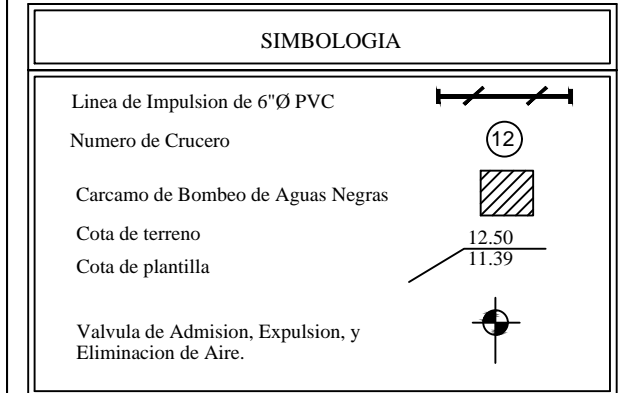 SIMBOLOGIA
Linea de Impulsion de 6"Ø PVC
Numero de Crucero
12
Carcamo de Bombeo de Aguas Negras
Cota de terreno
12.50
Cota de plantilla
11.39
Valvula de Admision, Expulsion, y
Eliminacion de Aire.